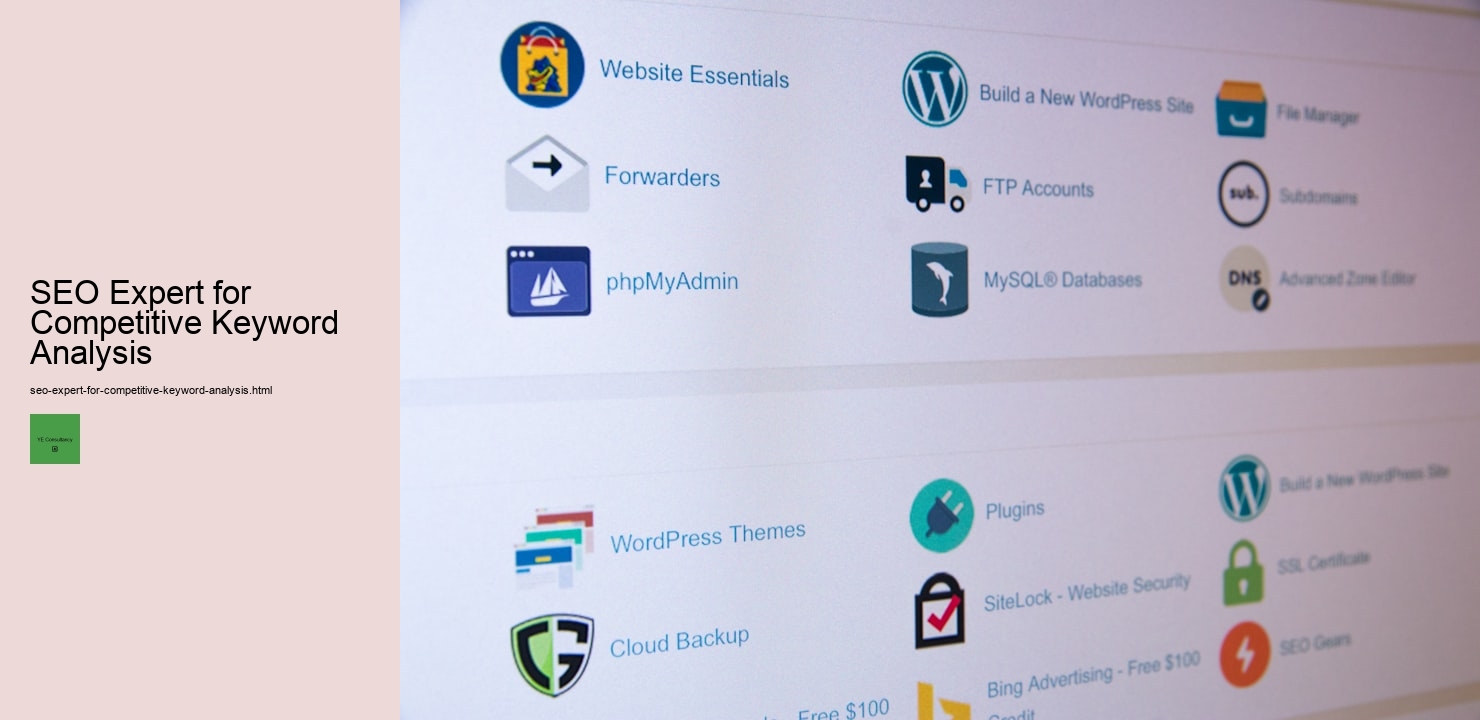 SEO Expert for
Competitive Keyword
Analysis
seo-expert-for-competitive-keyword-analysis.html
YE Consultancy
Website Essentials
Build a New WordPress Site
File Manager
Forwarders
FTP Accounts
sub.
Subdomains
phpMyAdmin
MySQL® Databases
DNS
Advanced Zone Editor
WordPress Themes
Plugins
Build a New WordPress Site
SiteLock - Website Security
SSL Certificate
Cloud Backup
Bing Advertising - Free $100
Credit
SEO Gears
- Free $100